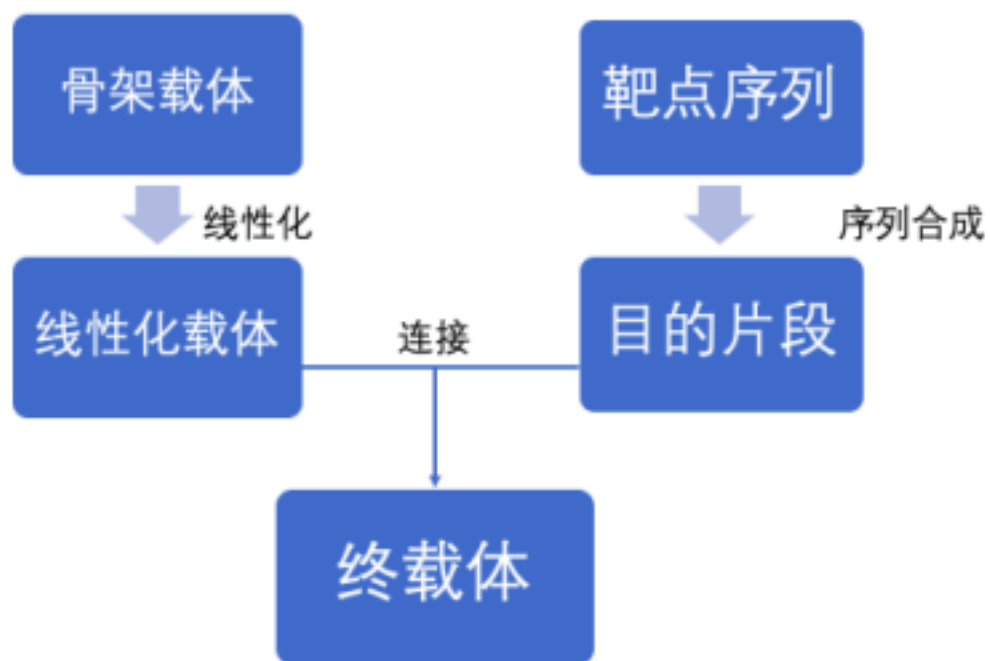 骨架载体
靶点序列
线性化
序列合成
线性化载体
目的片段
连接
终载体